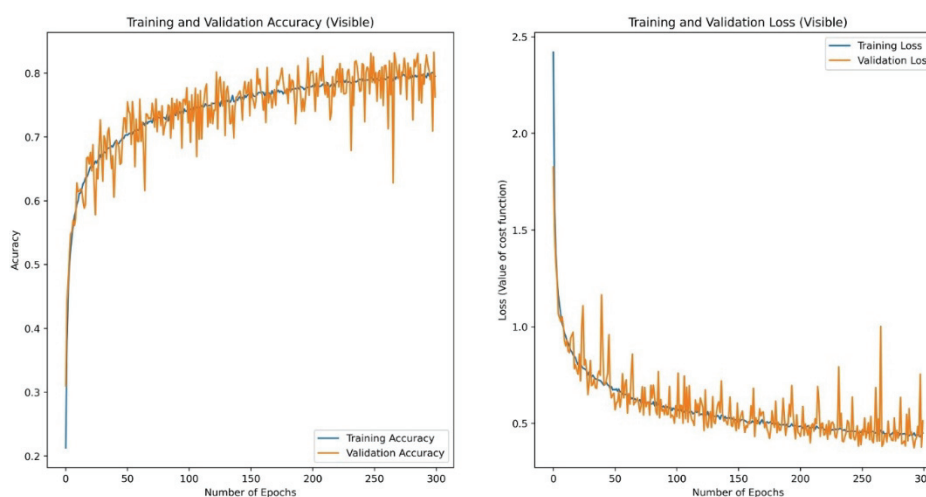 Training and Validation Accuracy (Visible)
Acuracy
0.8
0.7
0.6
0.5
0.4
0.3
0.2
0
50
100
150
200
250
300
Number of Epochs
Training Accuracy
Validation Accuracy
Training and Validation Loss (Visible)
Loss (Value of cost function)
2.5
2.0
1.5
1.0
0.5
0
50
100
150
200
250
300
Number of Epochs
Training Loss
Validation Loss